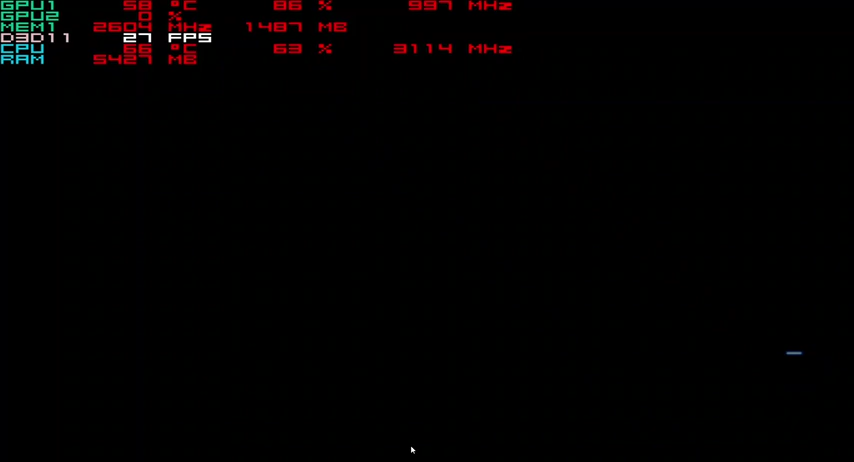 GPU1 58 °C 86 % 997 MHz
GPU2 0 %
MEM1 2604 MHz 1487 MB
D3D11 27 FPS
CPU 66 °C 63 % 3114 MHz
RAM 5427 MB